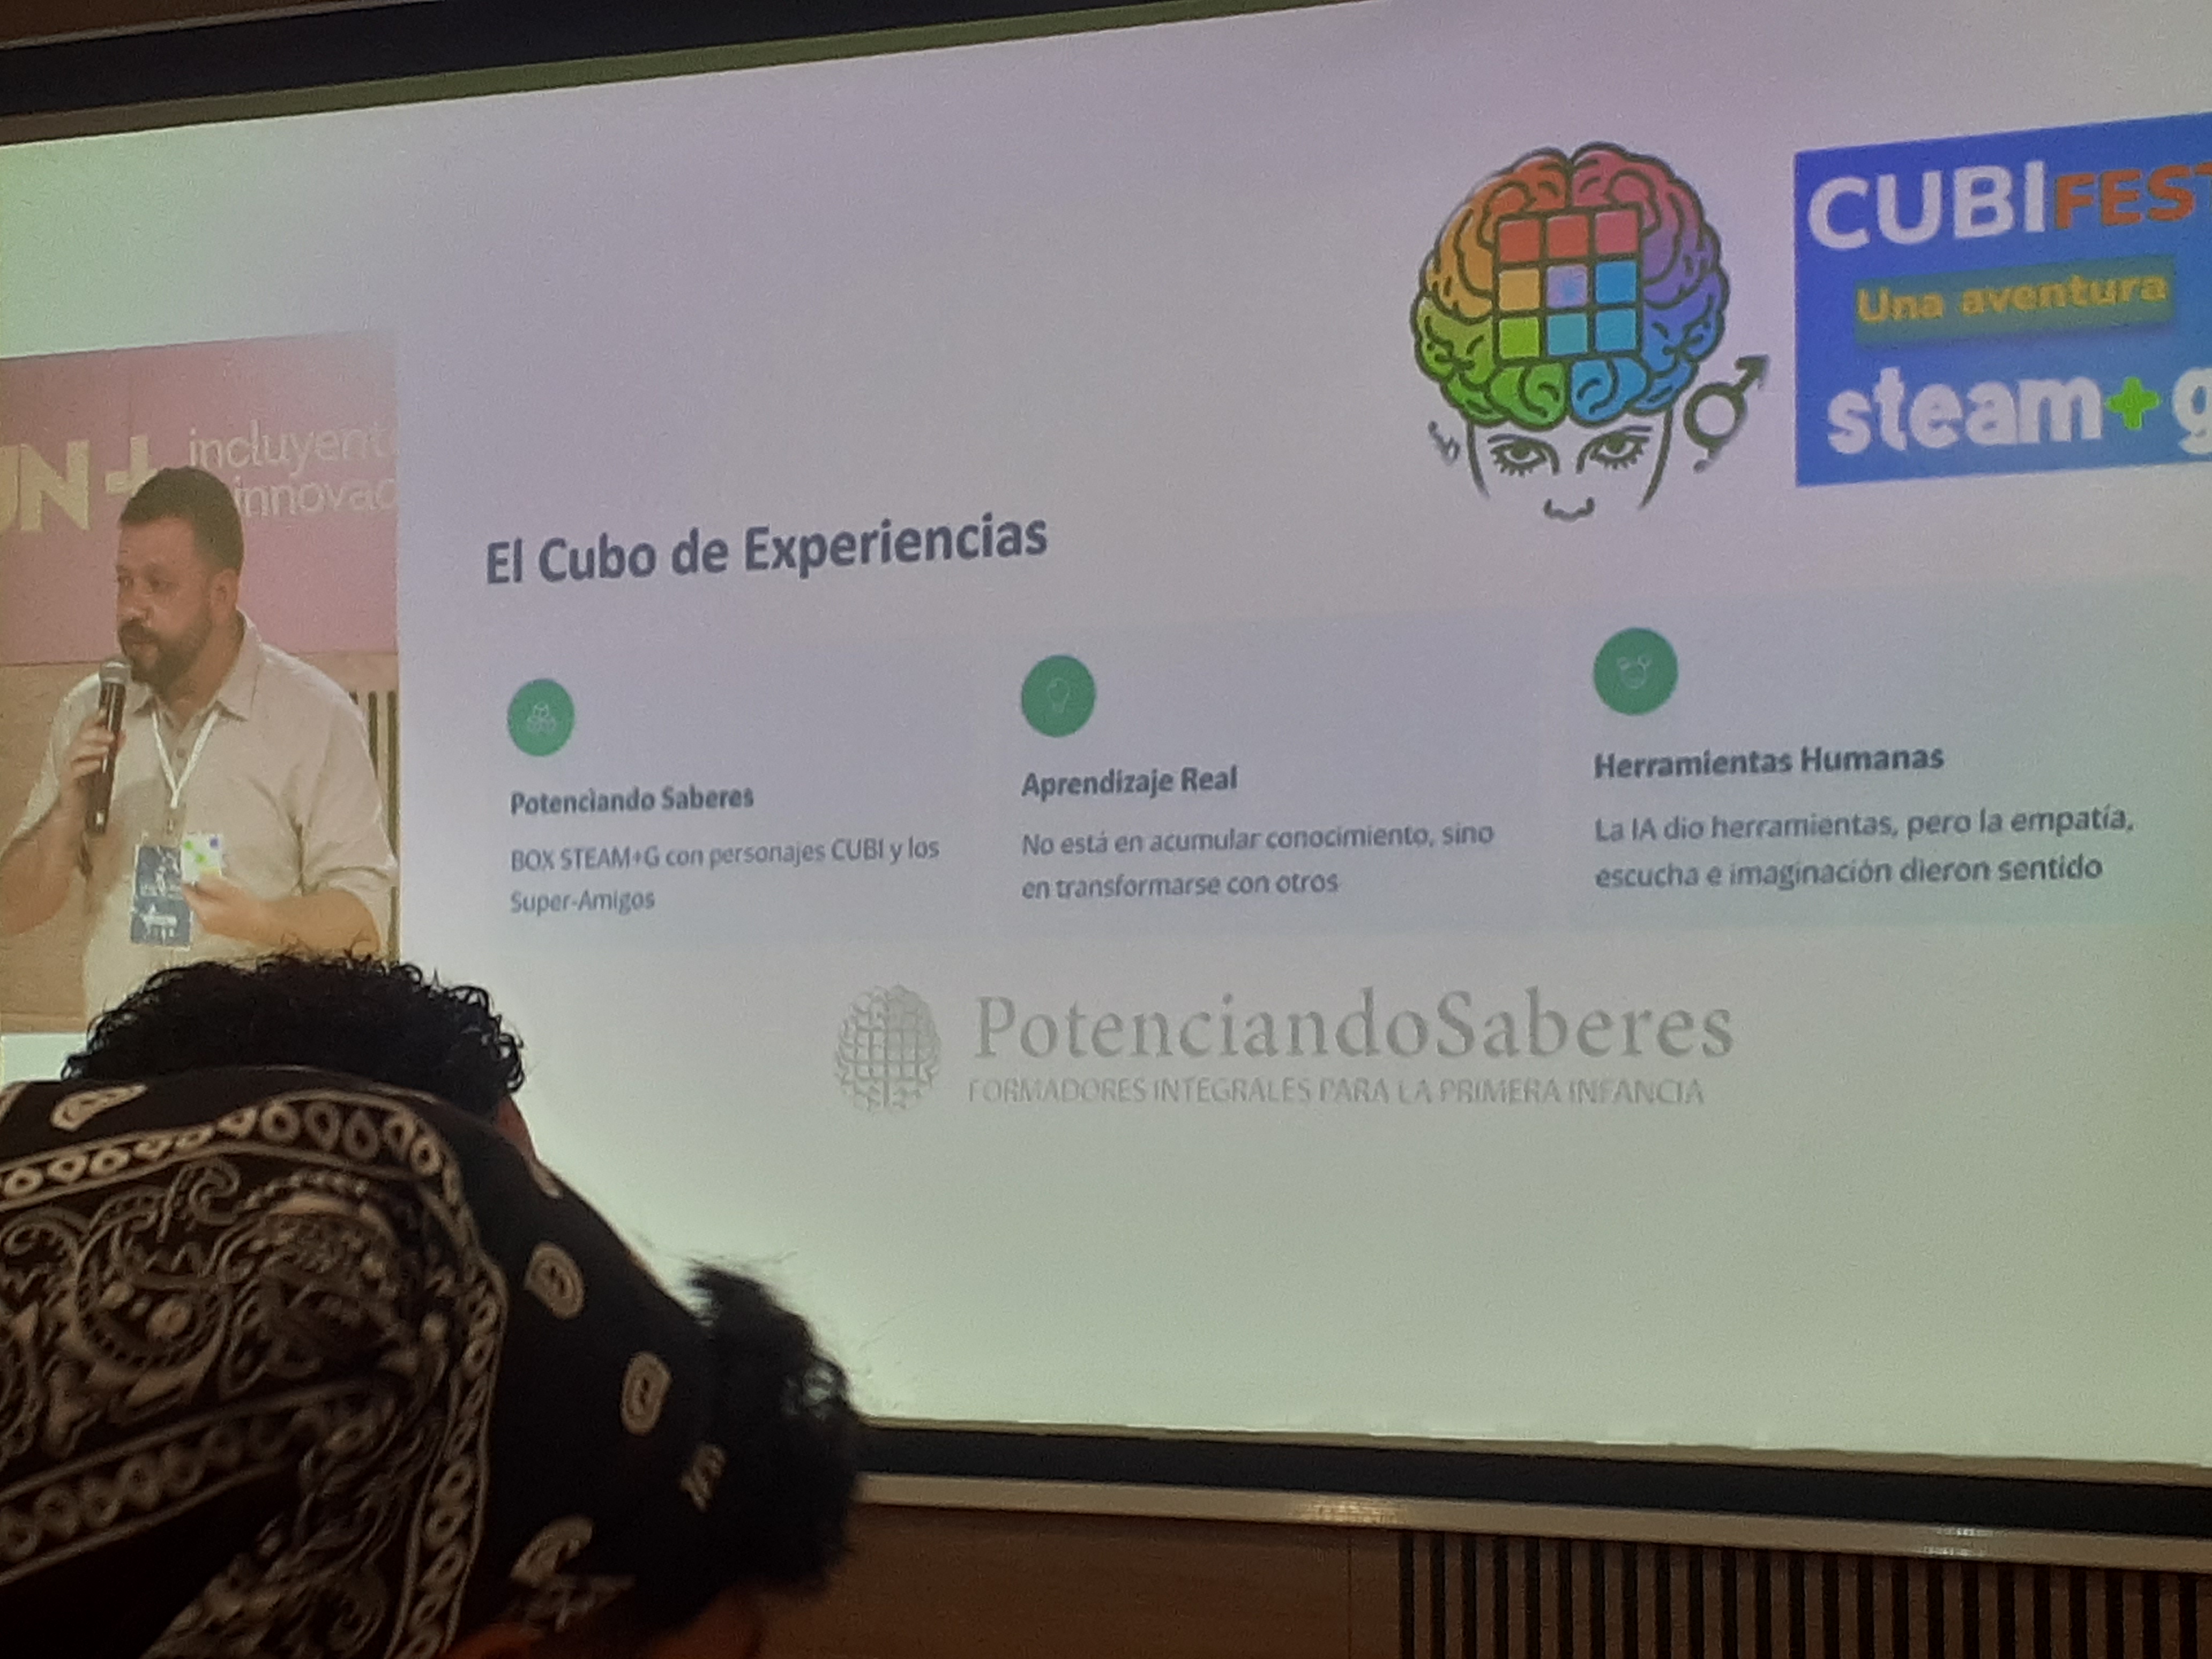 CUBIFEST
Una aventura
steam+g
incluyente
innovad
El Cubo de Experiencias
Potenciando Saberes
BOX STEAM+G con personajes CUBI y los
Super-Amigos
Aprendizaje Real
No está en acumular conocimiento, sino
en transformarse con otros
Herramientas Humanas
La IA dio herramientas, pero la empatía,
escucha e imaginación dieron sentido
PotenciandoSaberes
FORMADORES INTEGRALES PARA LA PRIMERA INFANCIA